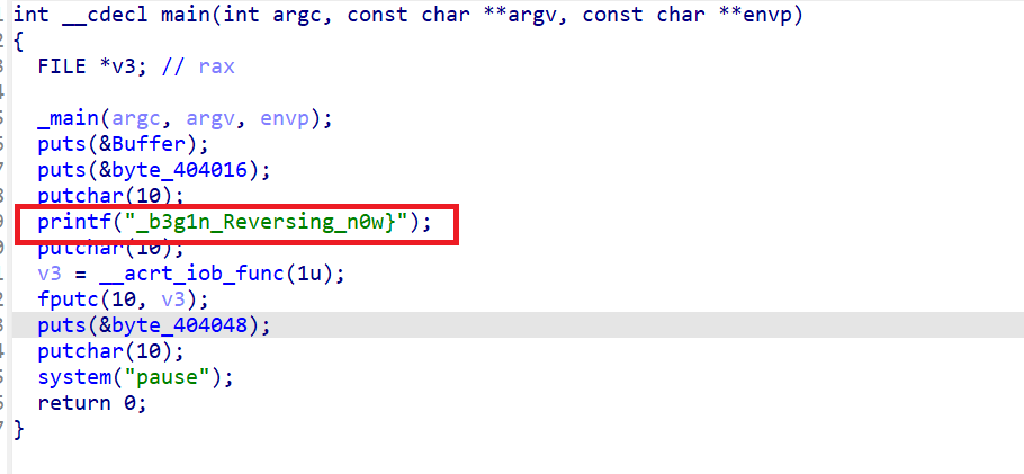 int __cdecl main(int argc, const char **argv, const char **envp)
{
FILE *v3; // rax
_main(argc, argv, envp);
puts(&Buffer);
puts(&byte_404016);
putchar(10);
printf("_b3g1n_Reversing_n0w}");
putchar(10);
v3 = __acrt_iob_func(1u);
fputc(10, v3);
puts(&byte_404048);
putchar(10);
system("pause");
return 0;
}